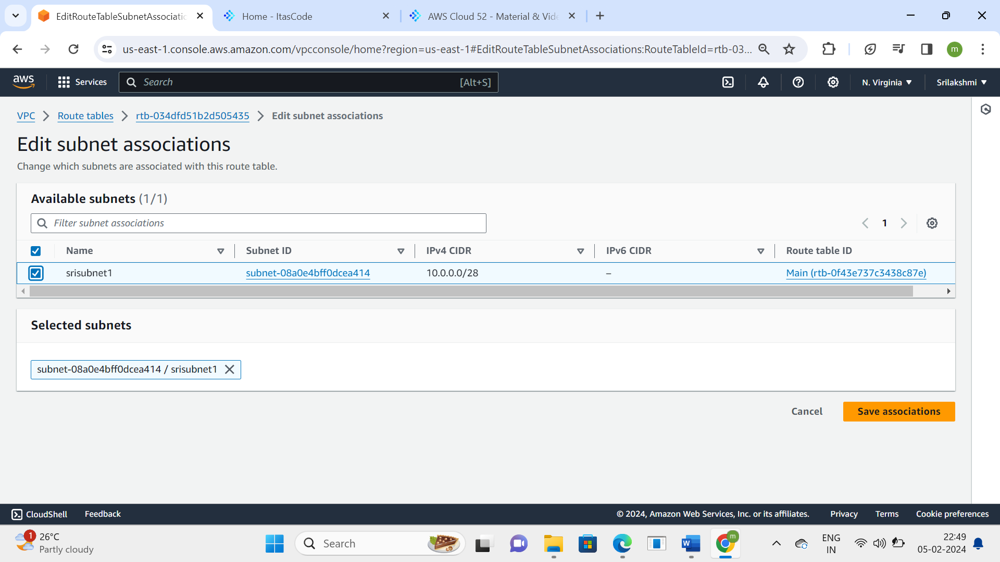 EditRouteTableSubnetAssociatio
Home - ItasCode
AWS Cloud 52 - Material & Vide
us-east-1.console.aws.amazon.com/vpcconsole/home?region=us-east-1#EditRouteTableSubnetAssociations:RouteTableId=rtb-03...
m
aws
Services
Search
[Alt+S]
N. Virginia
Srilakshmi
VPC
Route tables
rtb-034dfd51b2d505435
Edit subnet associations
Edit subnet associations
Change which subnets are associated with this route table.
Available subnets (1/1)
Filter subnet associations
1
Name
Subnet ID
IPv4 CIDR
IPv6 CIDR
Route table ID
srisubnet1
subnet-08a0e4bff0dcea414
10.0.0.0/28
–
Main (rtb-0f43e737c3438c87e)
Selected subnets
subnet-08a0e4bff0dcea414 / srisubnet1
Cancel
Save associations
CloudShell
Feedback
© 2024, Amazon Web Services, Inc. or its affiliates.
Privacy
Terms
Cookie preferences
1
26°C
Partly cloudy
Search
W
m
ENG
IN
22:49
05-02-2024